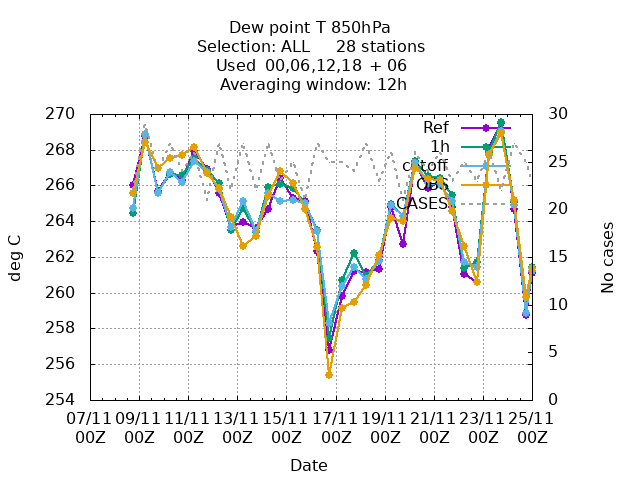 Dew point T 850hPa
Selection: ALL 28 stations
Used 00,06,12,18 + 06
Averaging window: 12h
270
268
266
264
262
260
258
256
254
deg C
30
25
20
15
10
5
0
No cases
Ref
1h
cutoff
OBS
CASES
07/11 09/11 11/11 13/11 15/11 17/11 19/11 21/11 23/11 25/11
00Z 00Z 00Z 00Z 00Z 00Z 00Z 00Z 00Z 00Z
Date